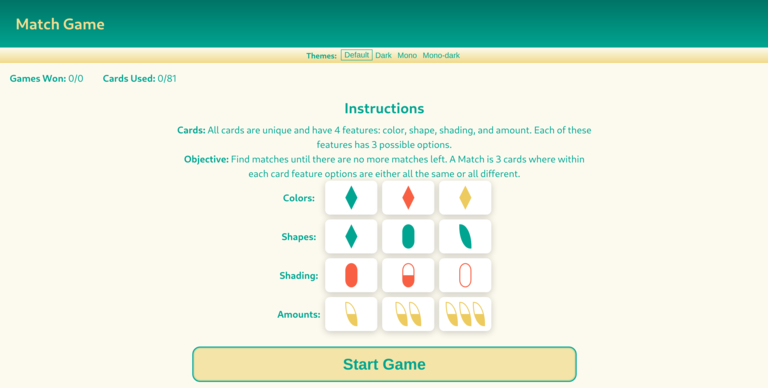 Match Game
Themes: Default Dark Mono Mono-dark
Games Won: 0/0 Cards Used: 0/81
Instructions
Cards: All cards are unique and have 4 features: color, shape, shading, and amount. Each of these
features has 3 possible options.
Objective: Find matches until there are no more matches left. A Match is 3 cards where within
each card feature options are either all the same or all different.
Colors:
Shapes:
Shading:
Amounts:
Start Game